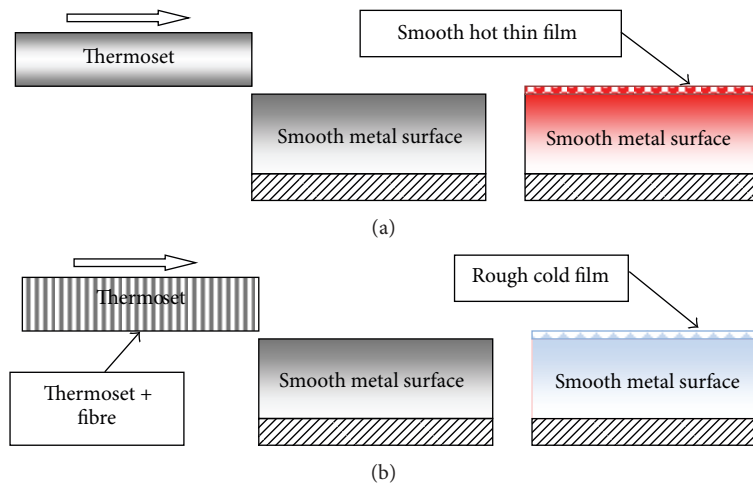 Thermoset
Smooth hot thin film
Smooth metal surface
Smooth metal surface
(a)
Thermoset
Rough cold film
Thermoset +
fibre
Smooth metal surface
Smooth metal surface
(b)